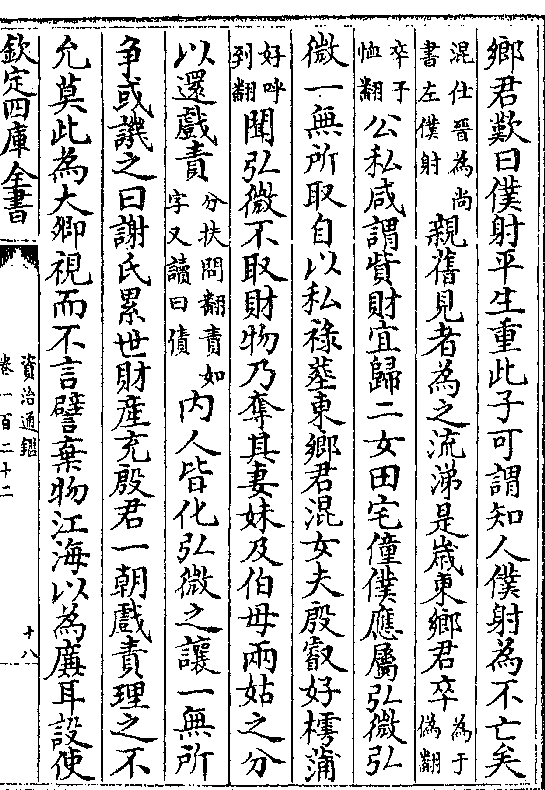 鄉君歎曰僕射平生重此子可謂知人僕射為不亡矣
混仕晉為尚書左僕射親舊見者為之流涕是嵗東鄉君卒為于偽翻
卒子恤翻公私咸謂貲財宜歸二女田宅僮僕應屬弘微弘
微一無所取自以私祿葬東鄉君混女夫殷叡好樗蒲
好呼到翻聞弘微不取財物乃奪其妻妹及伯母兩姑之分
以還戲責分扶問翻責如字又讀曰債内人皆化弘微之讓一無所
争或譏之曰謝氏累世財産充殷君一朝戲責理之不
允莫此為大卿視而不言譬棄物江海以為廉耳設使
欽定四庫全書
資治通鑑
卷一百二十二
十八